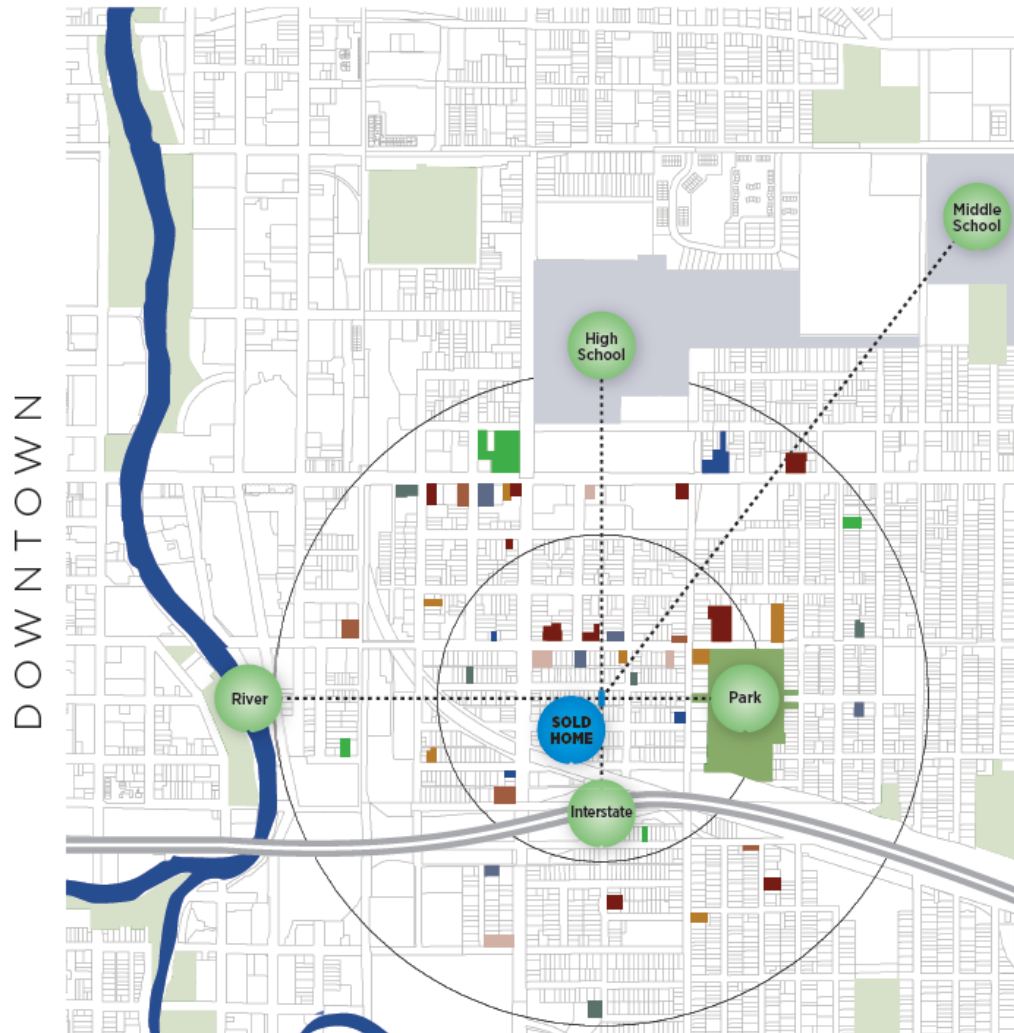 Middle
School
High
School
DOWNTOWN
River
Park
SOLD
HOME
Interstate